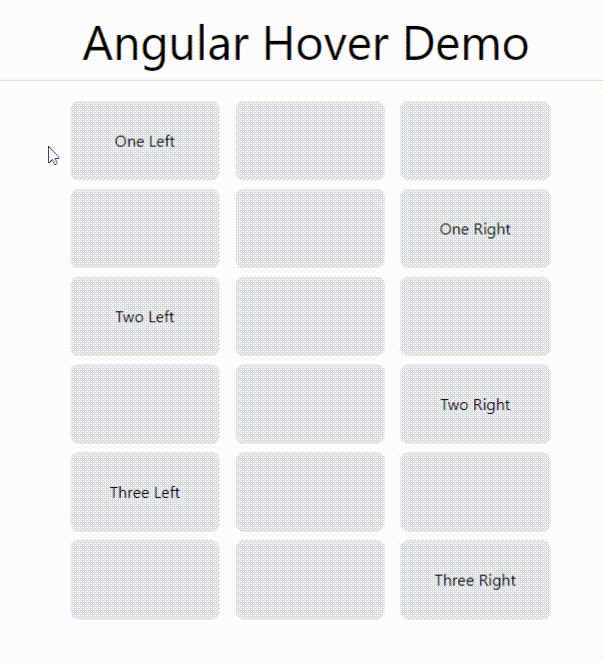 Angular Hover Demo
One Left
One Right
Two Left
Two Right
Three Left
Three Right